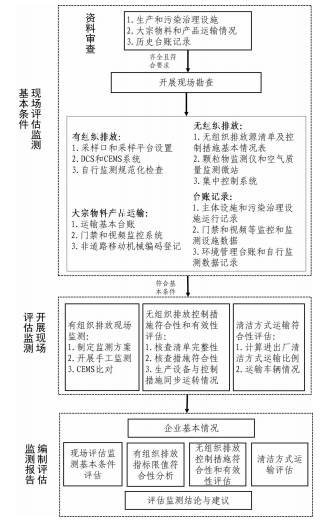 资料
审查
1. 生产和污染治理设施
2. 大宗物料和产品运输情况
3. 历史台账记录
齐全且符
合要求
现场评估监测
基本条件
开展现场勘查
有组织排放:
1. 采样口和采样平台设置
2. DCS和CEMS系统
3. 自行监测规范化检查
大宗物料产品运输:
1. 运输基本台账
2. 门禁和视频监控系统
3. 非道路移动机械编码登记
无组织排放:
1. 无组织排放源清单及控
制措施基本情况表
2. 颗粒物监测仪和空气质
量监测微站
3. 集中控制系统
台账记录:
1. 主体设施和污染治理设
施运行记录
2. 门禁和视频等监控和监
测设施数据
3. 环境管理台账和自行监
测数据记录
符合基
本条件
开展现场
评估监测
有组织排放现场
监测:
1. 制定监测方案
2. 开展手工监测
3. CEMS比对
无组织排放控制措
施符合性和有效性
评估:
1. 核查清单完整性
2. 核查措施符合性
3. 生产设备与控制
措施同步运转情况
清洁方式运输符
合性评估:
1. 计算进出厂清
洁方式运输比例
2. 运输车辆情况
编制评估
监测报告
企业基本情况
现场评估监
测基本条件
评估
有组织排放
指标限值符
合性分析
无组织排放
控制措施符
合性和有效
性评估
清洁方式运
输评估
评估监测结论与建议